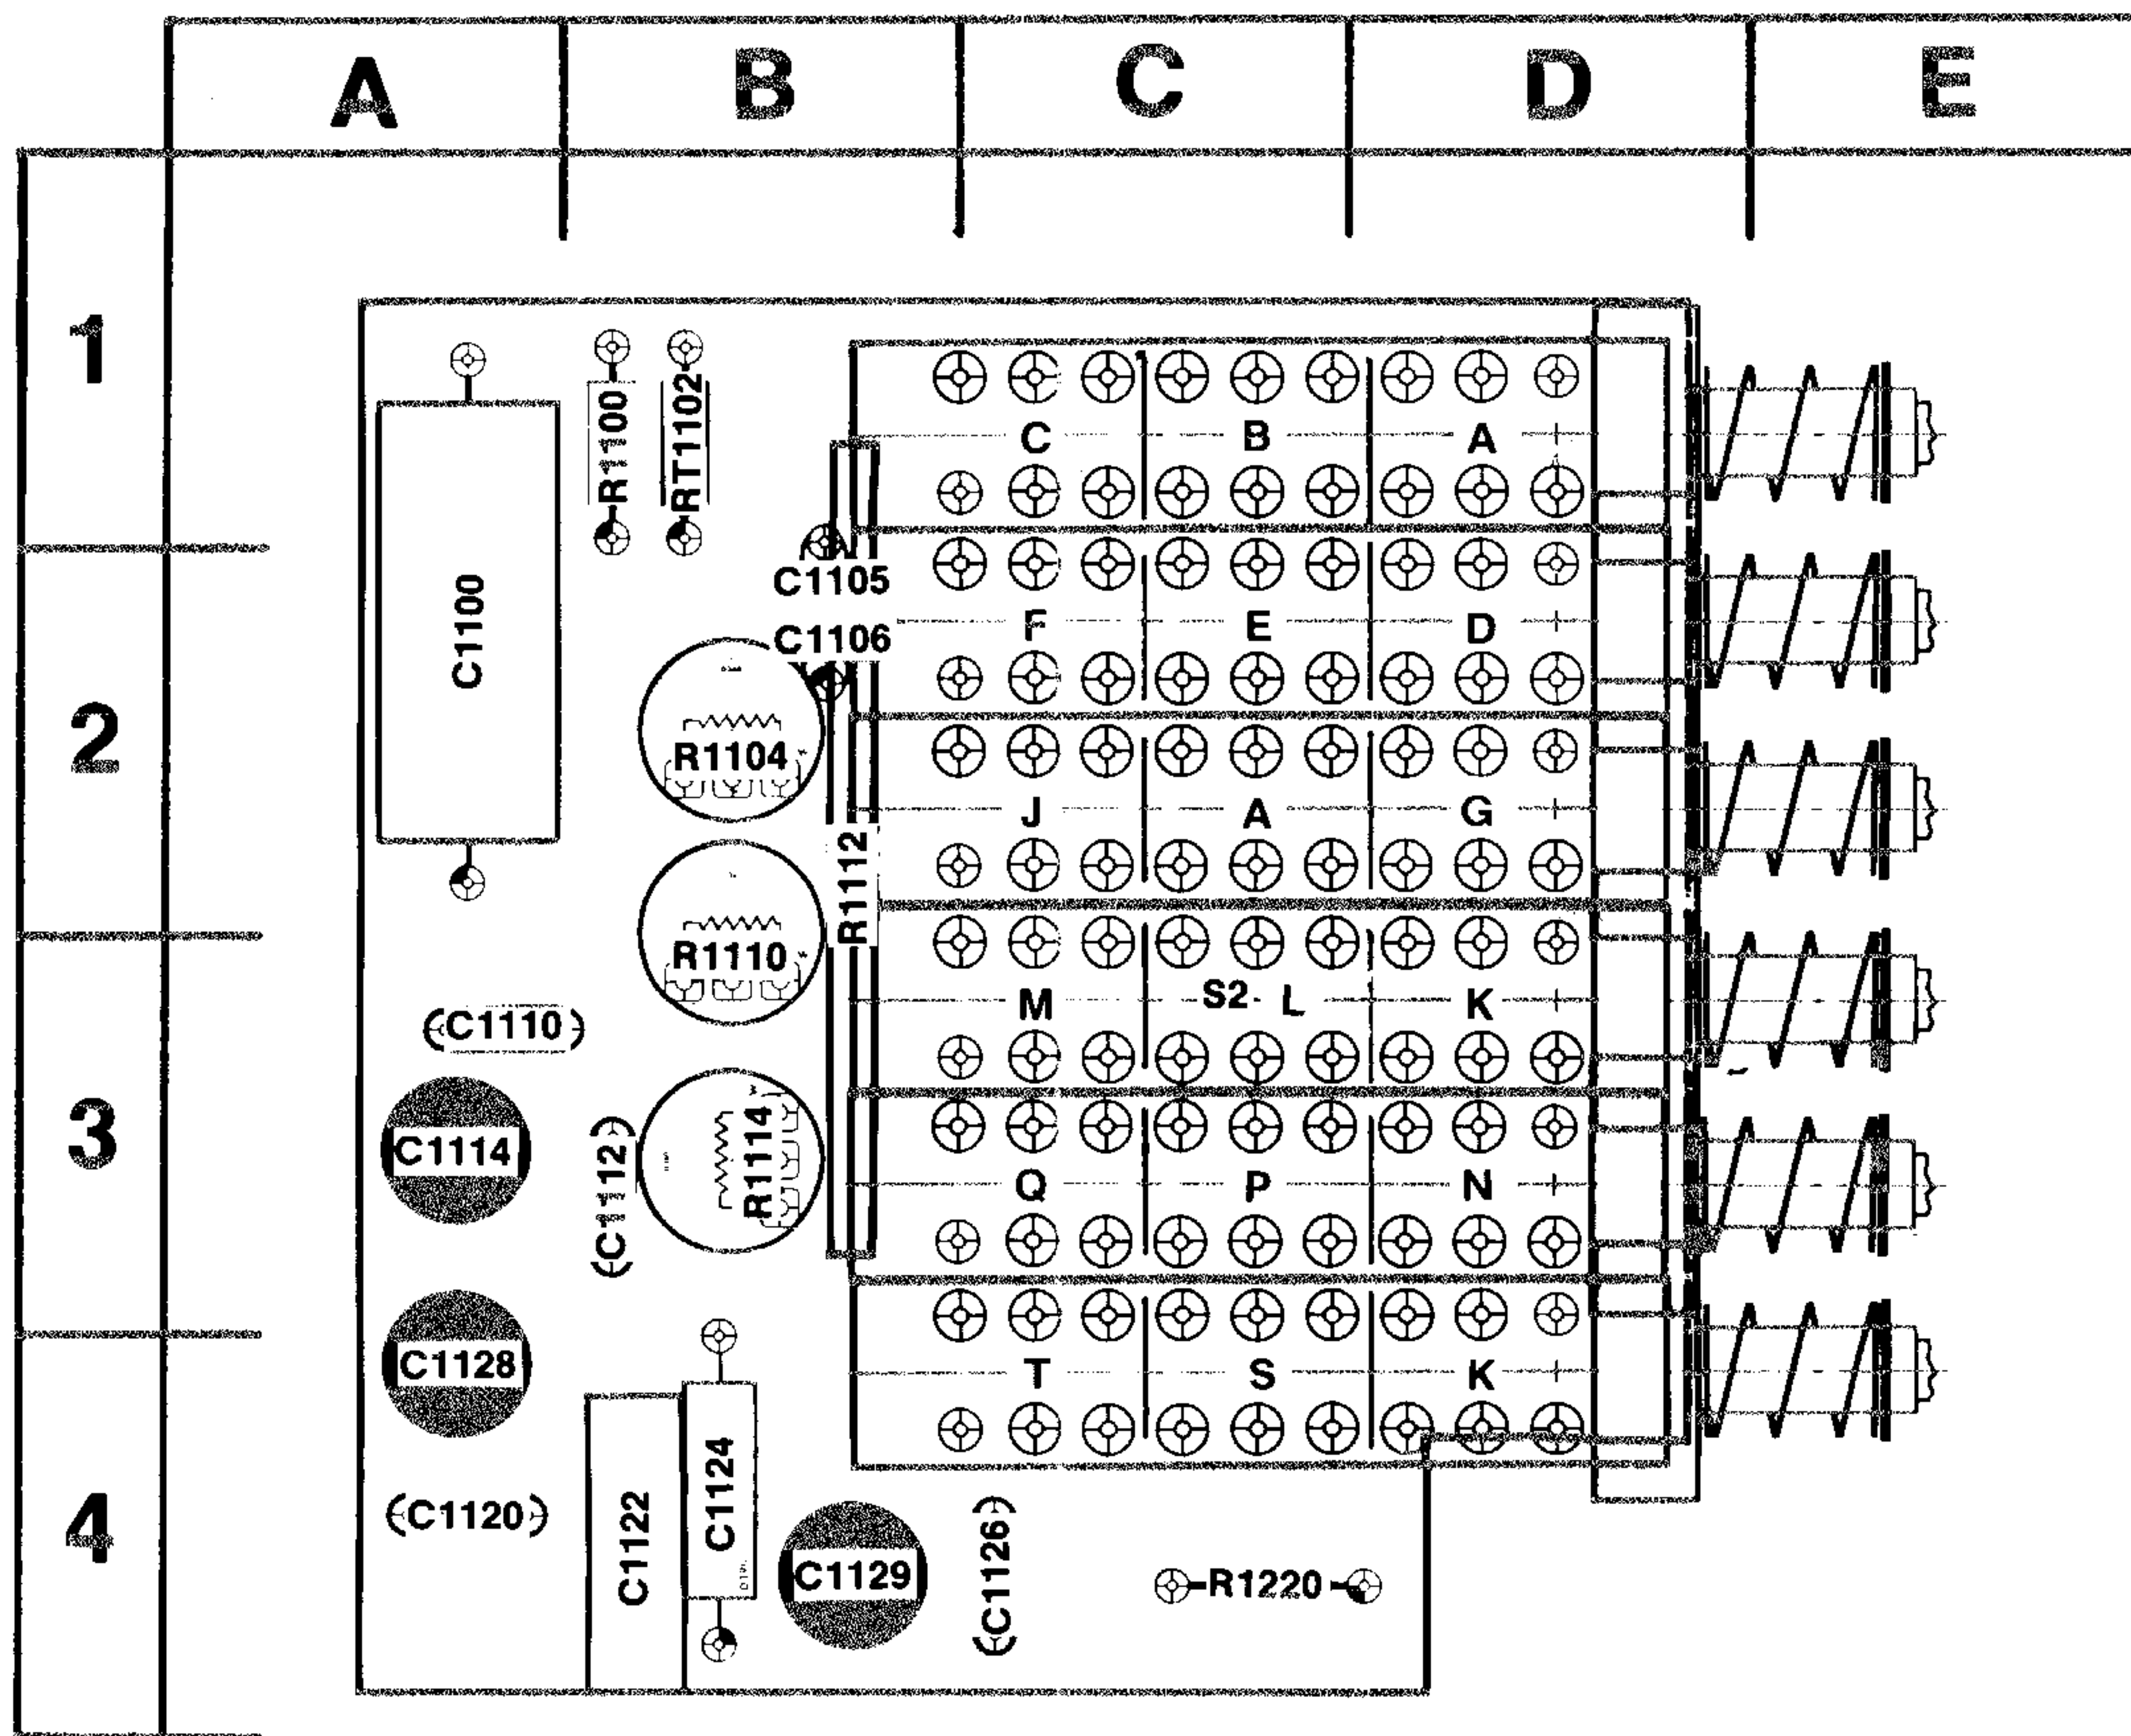 A B C D E
1
R1100
RT1102
C B A
C1105
C1100
C1106
F E D
2
R1104
J A G
R1112
R1110
M S2 L K
C1110
3
C1114
C1112
R1114
Q P N
C1128
T S K
4
C1120
C1122
C1124
C1129
C1126
R1220